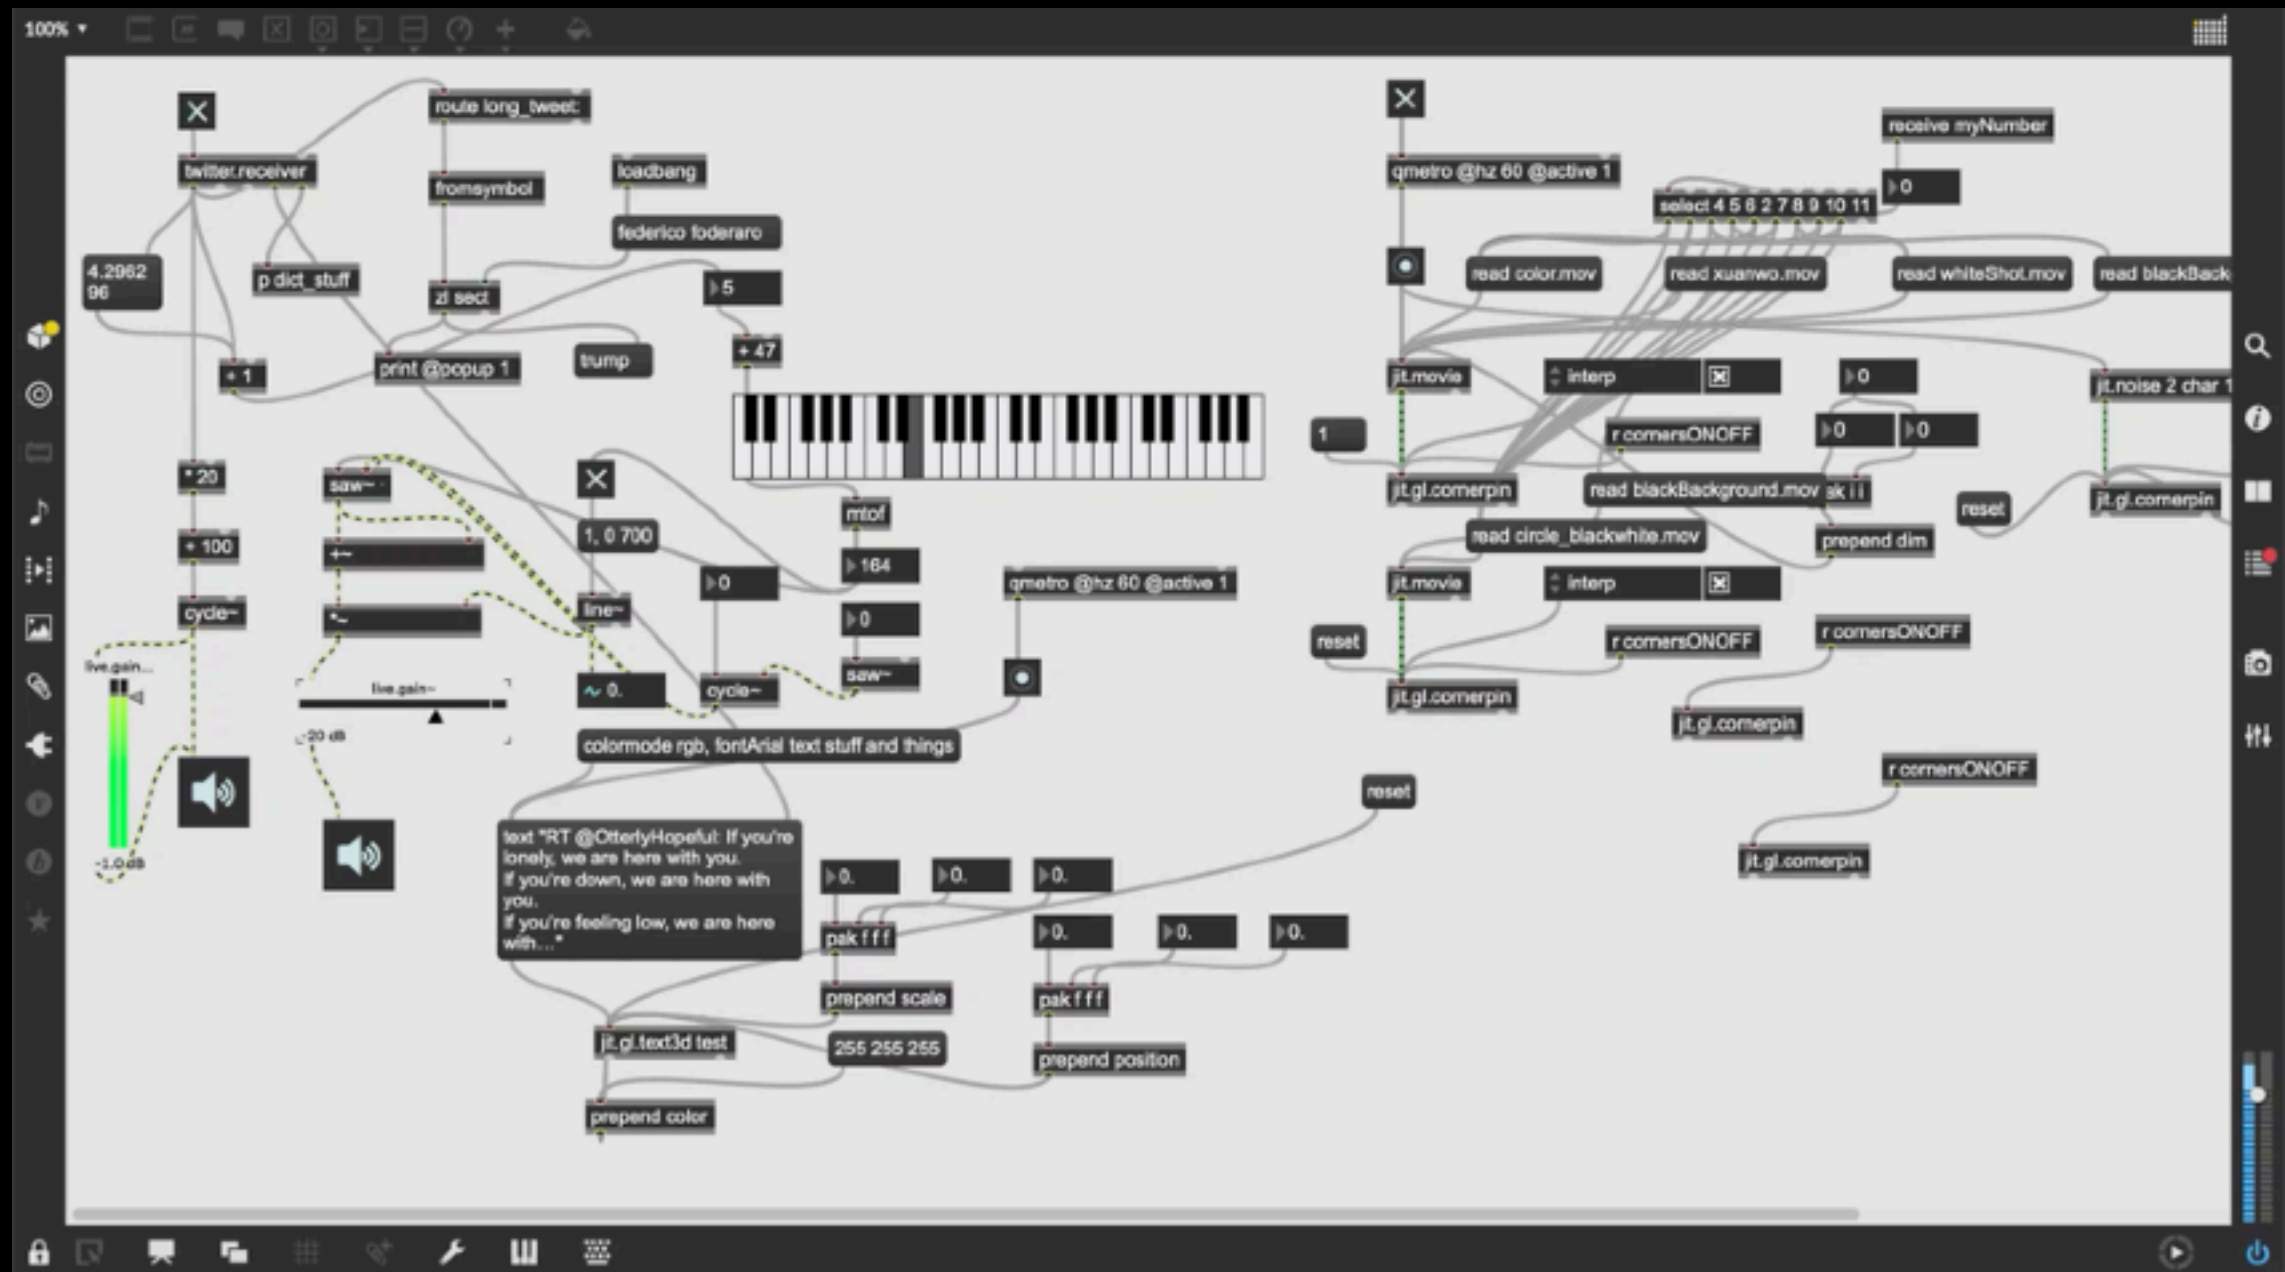 100%
route long_tweet:
receive myNumber
twitter.receiver
loadbang
qmetro @hz 60 @active 1
fromsymbol
0
select 4 5 6 2 7 8 9 10 11
federico foderaro
4.2962
96
p dict_stuff
zl sect
5
read color.mov
read xuanwo.mov
read whiteShot.mov
read blackBack
+ 47
trump
+ 1
print @popup 1
jit.movie
interp
0
jit.noise 2 char 1
1
r cornersONOFF
0
0
* 20
saw~
jit.gl.cornerpin
read blackBackground.mov
ak i i
jit.gl.cornerpin
reset
mtof
1, 0 700
read circle_blackwhite.mov
prepend dim
+ 100
+~
164
0
qmetro @hz 60 @active 1
jit.movie
interp
cycle~
*~
line~
0
reset
r cornersONOFF
r cornersONOFF
live.gain...
live.gain~
0.
cycle~
saw~
jit.gl.cornerpin
jit.gl.cornerpin
-20 dB
colormode rgb, fontArial text stuff and things
r cornersONOFF
reset
-1.0 dB
text "RT @OtterlyHopeful: If you're
lonely, we are here with you.
If you're down, we are here with
you.
If you're feeling low, we are here
with..."
jit.gl.cornerpin
0.
0.
0.
pak f f f
0.
0.
0.
prepend scale
pak f f f
jit.gl.text3d test
255 255 255
prepend position
prepend color